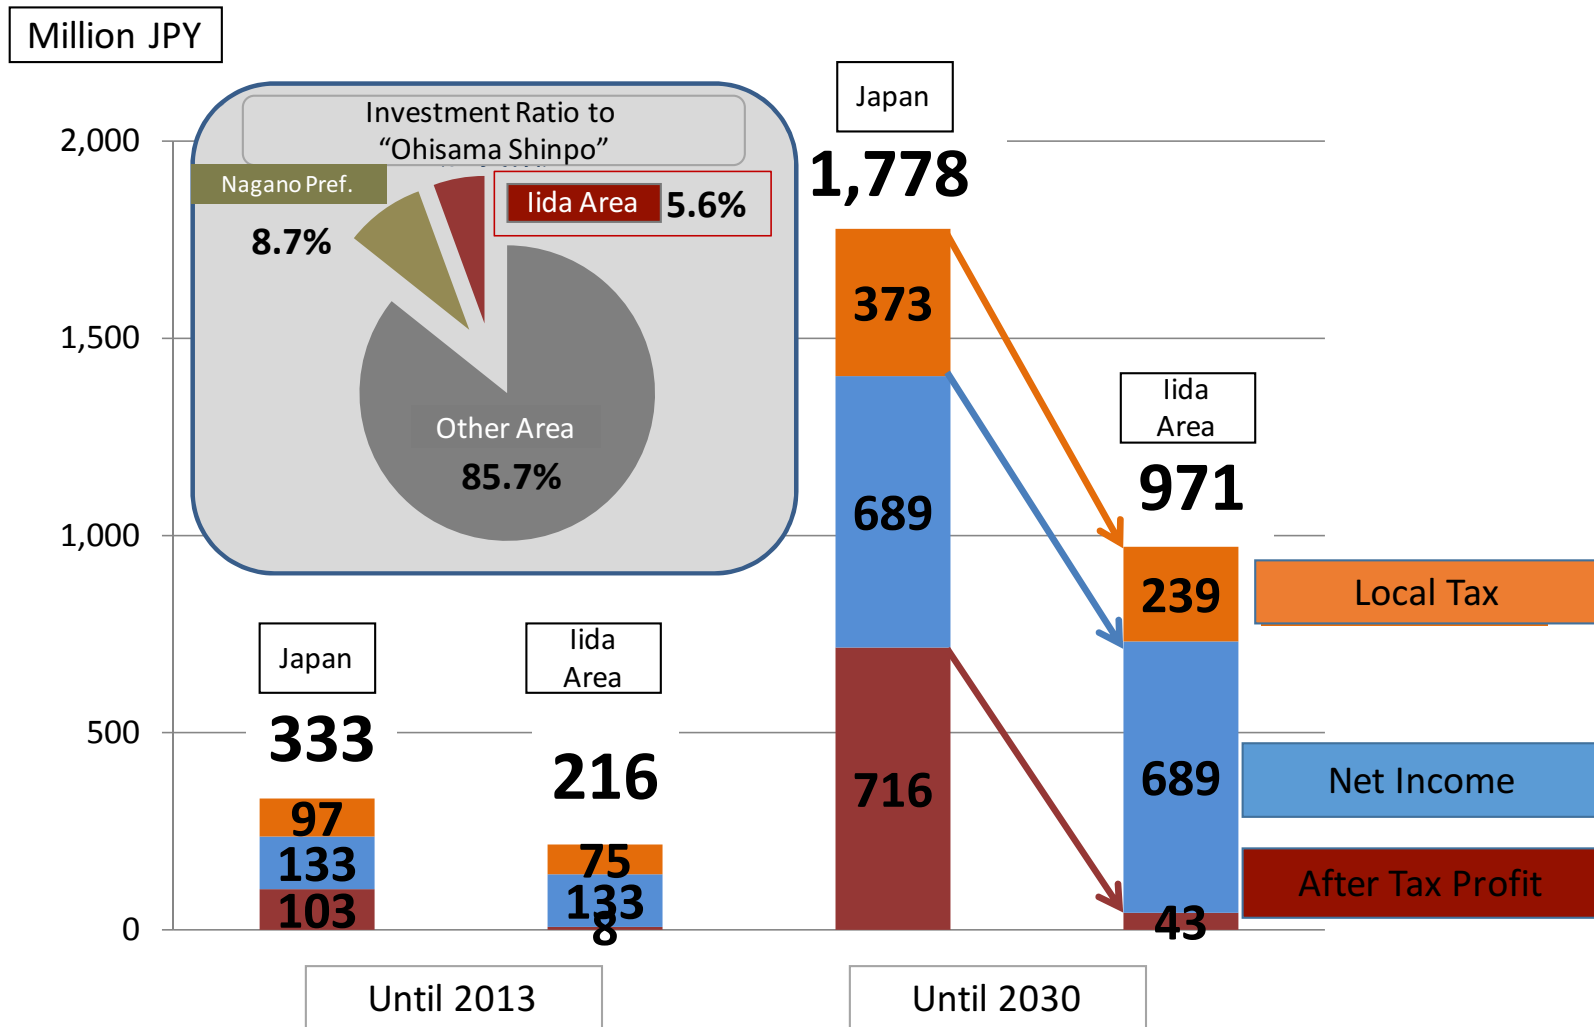 Million JPY
2,000
1,500
1,000
500
0
Investment Ratio to
“Ohisama Shinpo”
Nagano Pref.
8.7%
Iida Area
5.6%
Other Area
85.7%
Japan
333
97
133
103
Iida
Area
216
75
133
8
Japan
1,778
373
689
716
Iida
Area
971
239
689
43
Local Tax
Net Income
After Tax Profit
Until 2013
Until 2030